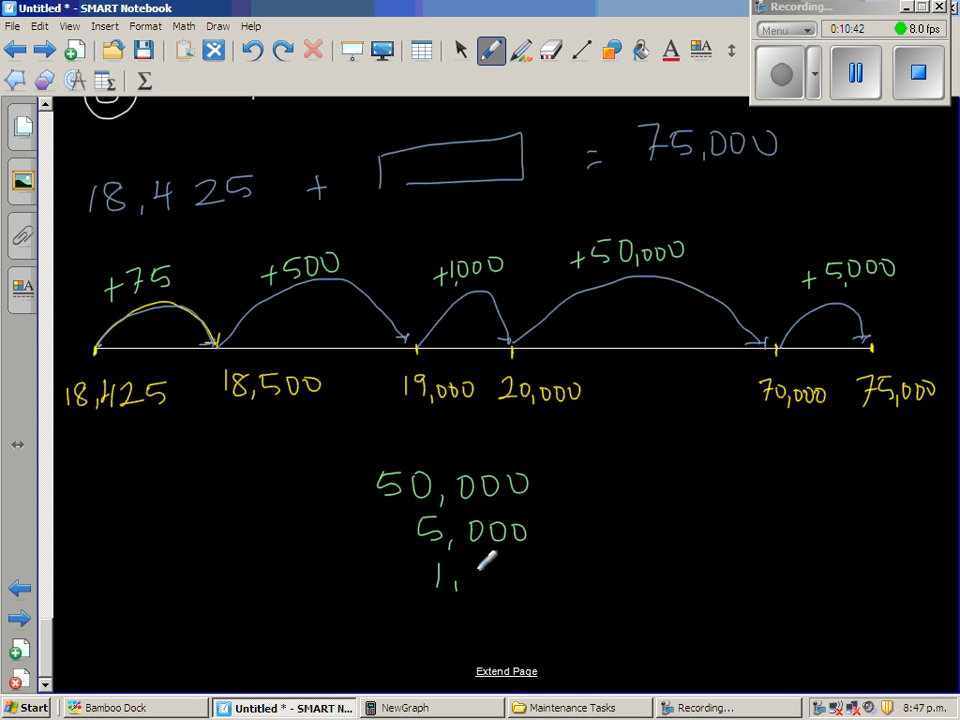 Untitled * - SMART Notebook
Recording...
File Edit View Insert Format Math Draw Help
Menu 0:10:42 8.0 fps
18,425 + = 75,000
+75 +500 +1,000 +50,000 +5,000
18,425 18,500 19,000 20,000 70,000 75,000
50,000
5,000
1,
Extend Page
Start Bamboo Dock Untitled * - SMART N... NewGraph Maintenance Tasks Recording... 8:47 p.m.